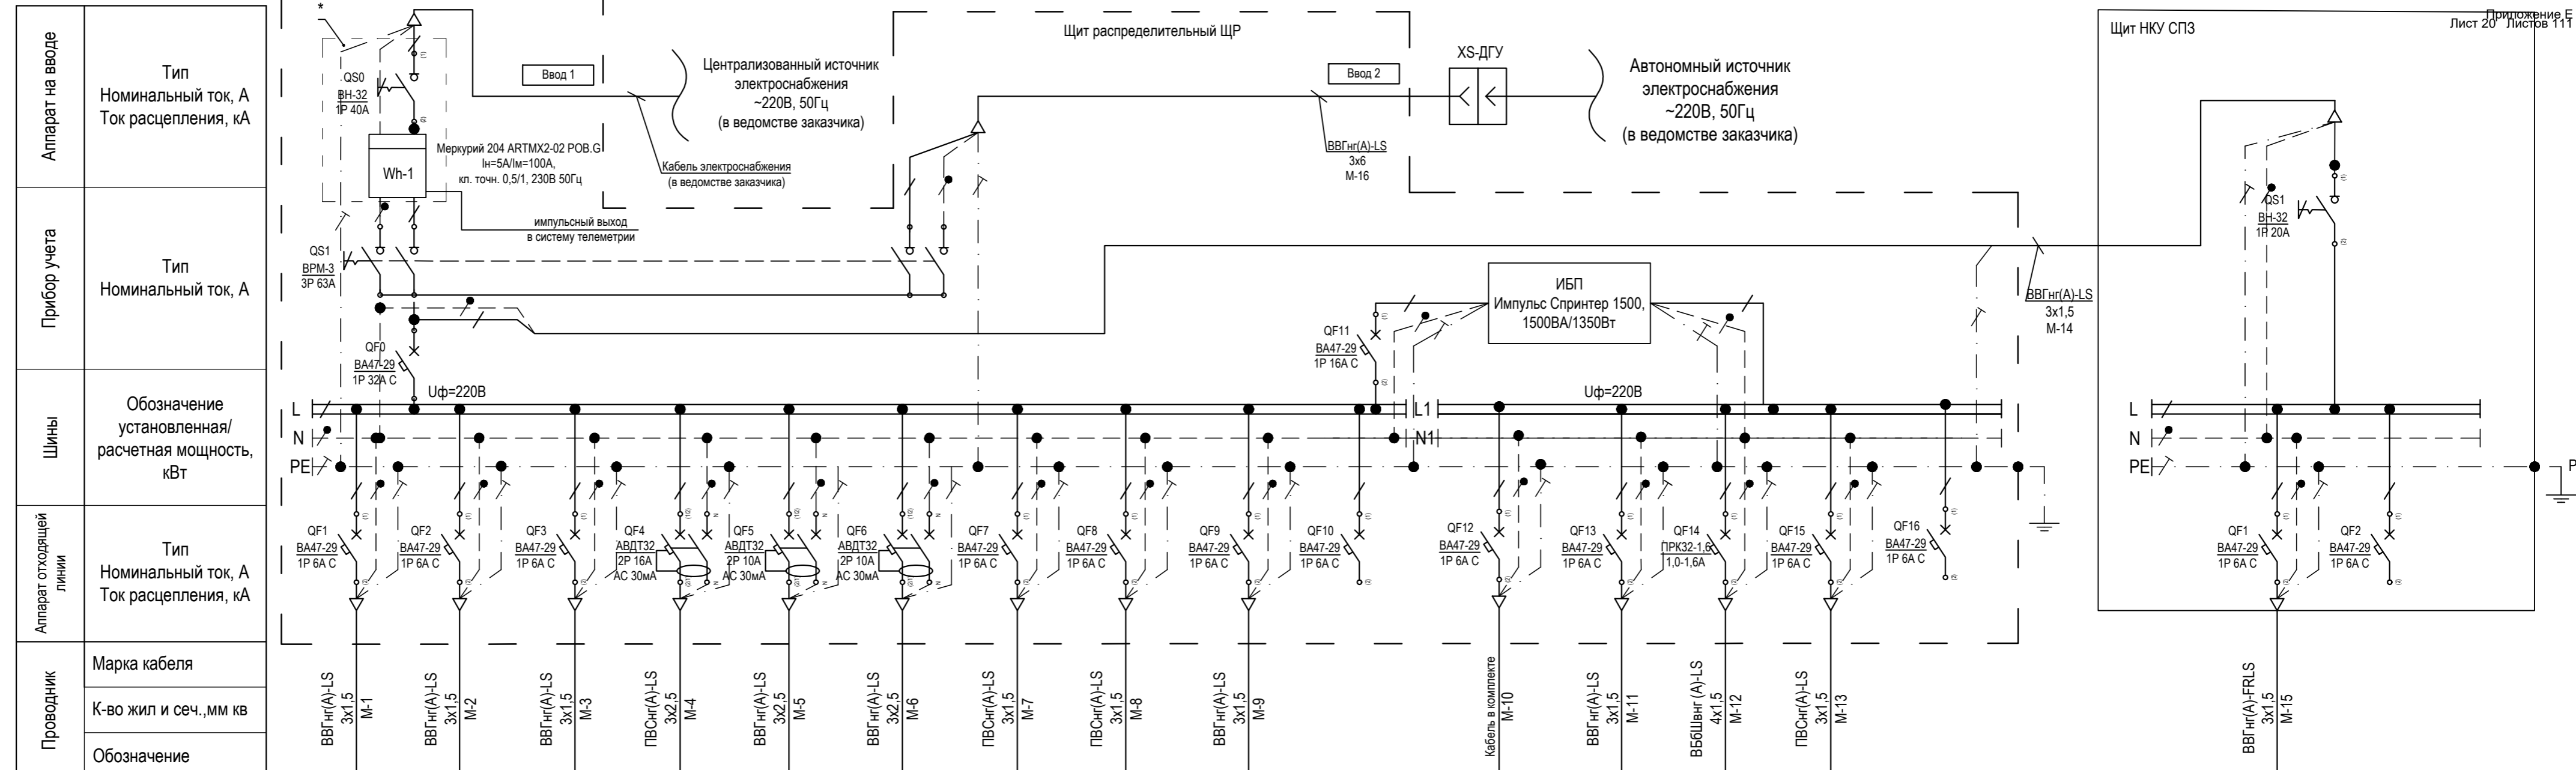 Приложение Е
Лист 20 Листов 111
Аппарат на вводе
Тип
Номинальный ток, А
Ток расцепления, кА
Прибор учета
Тип
Номинальный ток, А
Шины
Обозначение
установленная/
расчетная мощность,
кВт
Аппарат отходящей
линии
Тип
Номинальный ток, А
Ток расцепления, кА
Проводник
Марка кабеля
К-во жил и сеч.,мм кв
Обозначение
*
QS0
ВН-32
1Р 40А
Wh-1
Меркурий 204 ARTMX2-02 POB.G
Iн=5А/Iм=100А,
кл. точн. 0,5/1, 230В 50Гц
импульсный выход
в систему телеметрии
Ввод 1
Централизованный источник
электроснабжения
~220В, 50Гц
(в ведомстве заказчика)
Кабель электроснабжения
(в ведомстве заказчика)
Щит распределительный ЩР
Ввод 2
ВВГнг(А)-LS
3х6
М-16
XS-ДГУ
Автономный источник
электроснабжения
~220В, 50Гц
(в ведомстве заказчика)
QS1
ВРМ-3
3Р 63А
QF0
ВА47-29
1Р 32А С
Uф=220В
QF11
ВА47-29
1Р 16А С
ИБП
Импульс Спринтер 1500,
1500ВА/1350Вт
Uф=220В
ВВГнг(А)-LS
3х1,5
М-14
L
N
PE
L1
N1
QF1
ВА47-29
1Р 6А С
QF2
ВА47-29
1Р 6А С
QF3
ВА47-29
1Р 6А С
QF4
АВДТ32
2Р 16А
АС 30мА
QF5
АВДТ32
2Р 10А
АС 30мА
QF6
АВДТ32
2Р 10А
АС 30мА
QF7
ВА47-29
1Р 6А С
QF8
ВА47-29
1Р 6А С
QF9
ВА47-29
1Р 6А С
QF10
ВА47-29
1Р 6А С
QF12
ВА47-29
1Р 6А С
QF13
ВА47-29
1Р 6А С
QF14
ПРК32-1,6
1,0-1,6А
QF15
ВА47-29
1Р 6А С
QF16
ВА47-29
1Р 6А С
ВВГнг(А)-LS
3х1,5
М-1
ВВГнг(А)-LS
3х1,5
М-2
ВВГнг(А)-LS
3х1,5
М-3
ПВСнг(А)-LS
3х2,5
М-4
ВВГнг(А)-LS
3х2,5
М-5
ВВГнг(А)-LS
3х2,5
М-6
ПВСнг(А)-LS
3х1,5
М-7
ПВСнг(А)-LS
3х1,5
М-8
ВВГнг(А)-LS
3х1,5
М-9
Кабель в комплекте
М-10
ВВГнг(А)-LS
3х1,5
М-11
ВБбШвнг (А)-LS
4х1,5
М-12
ПВСнг(А)-LS
3х1,5
М-13
Щит НКУ СПЗ
QS1
ВН-32
1Р 20А
L
N
PE
P
QF1
ВА47-29
1Р 6А С
QF2
ВА47-29
1Р 6А С
ВВГнг(А)-FRLS
3х1,5
М-15